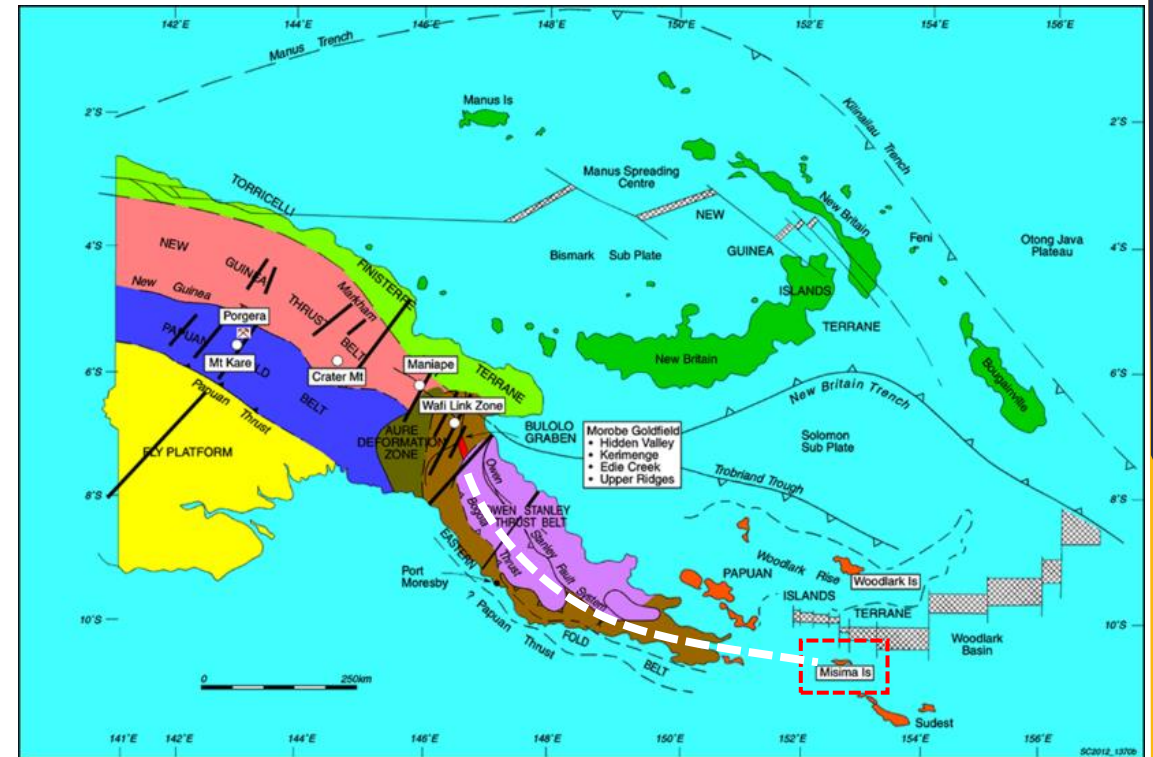 142°E 144°E 146°E 148°E 150°E 152°E 154°E 156°E
Manus Trench
2°S
2°S
Manus Is
Kilinailau Trench
Manus Spreading
Centre
TORRICELLI
NEW
New Britain
4°S
NEW
GUINEA
Feni
Otong Java
Plateau
4°S
Bismark Sub Plate
GUINEA
FINISTERRE
ISLANDS
New Guinea
THRUST
Markham
TERRANE
Porgera
PAPUAN
BELT
New Britain
Mt Kare
Crater Mt
Maniape
Bougainville
6°S
BELT
TERRANE
New Britain Trench
6°S
Wafi Link Zone
Papuan Thrust
AURE
DEFORMATION
ZONE
BULOLO
GRABEN
Morobe Goldfield
• Hidden Valley
• Kerimenge
• Edie Creek
• Upper Ridges
Solomon
Sub Plate
FLY PLATFORM
Trobriand Trough
8°S
Owen
Stanley Fault
System
OWEN STANLEY
THRUST BELT
8°S
Thrust
EASTERN
Woodlark Rise
Port
Moresby
PAPUAN
Woodlark Is
ISLANDS
TERRANE
10°S
? Papuan Thrust
FOLD
BELT
Woodlark
Basin
10°S
0 250km
Misima Is
Sudest
141°E 142°E 144°E 146°E 148°E 150°E 152°E 154°E 156°E
SC2012_1370b